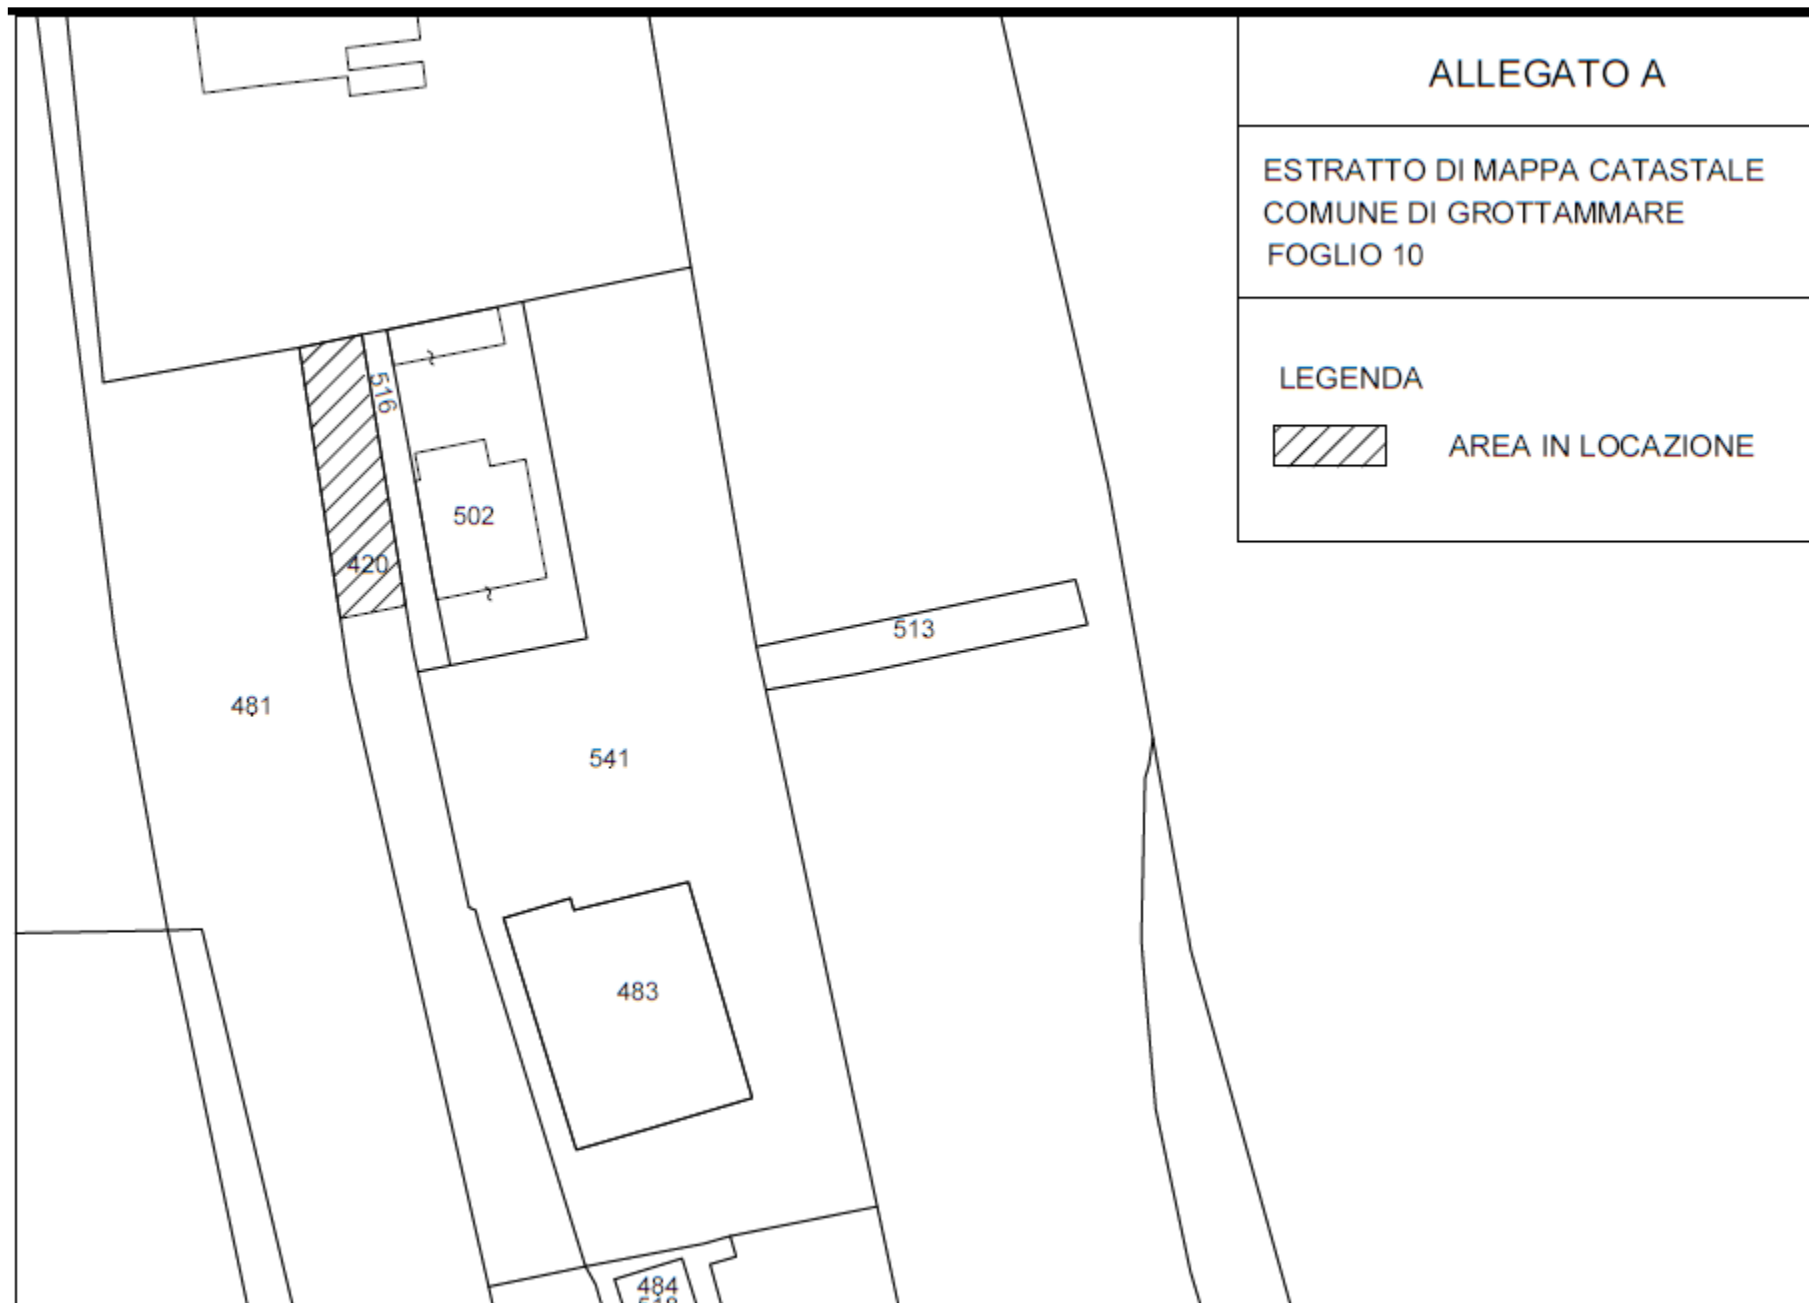 ALLEGATO A
ESTRATTO DI MAPPA CATASTALE
COMUNE DI GROTTAMMARE
FOGLIO 10
LEGENDA
AREA IN LOCAZIONE
516
502
420
513
481
541
483
484